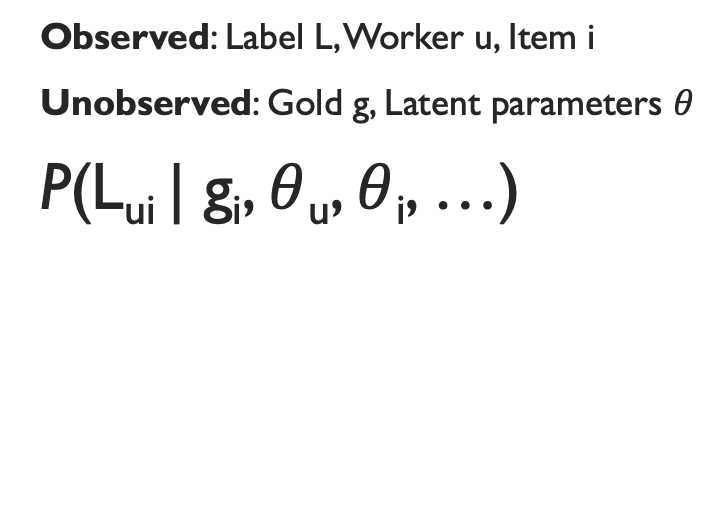 Observed: Label L, Worker u, Item i
Unobserved: Gold g, Latent parameters θ
P(Lui | gi, θu, θi, …)